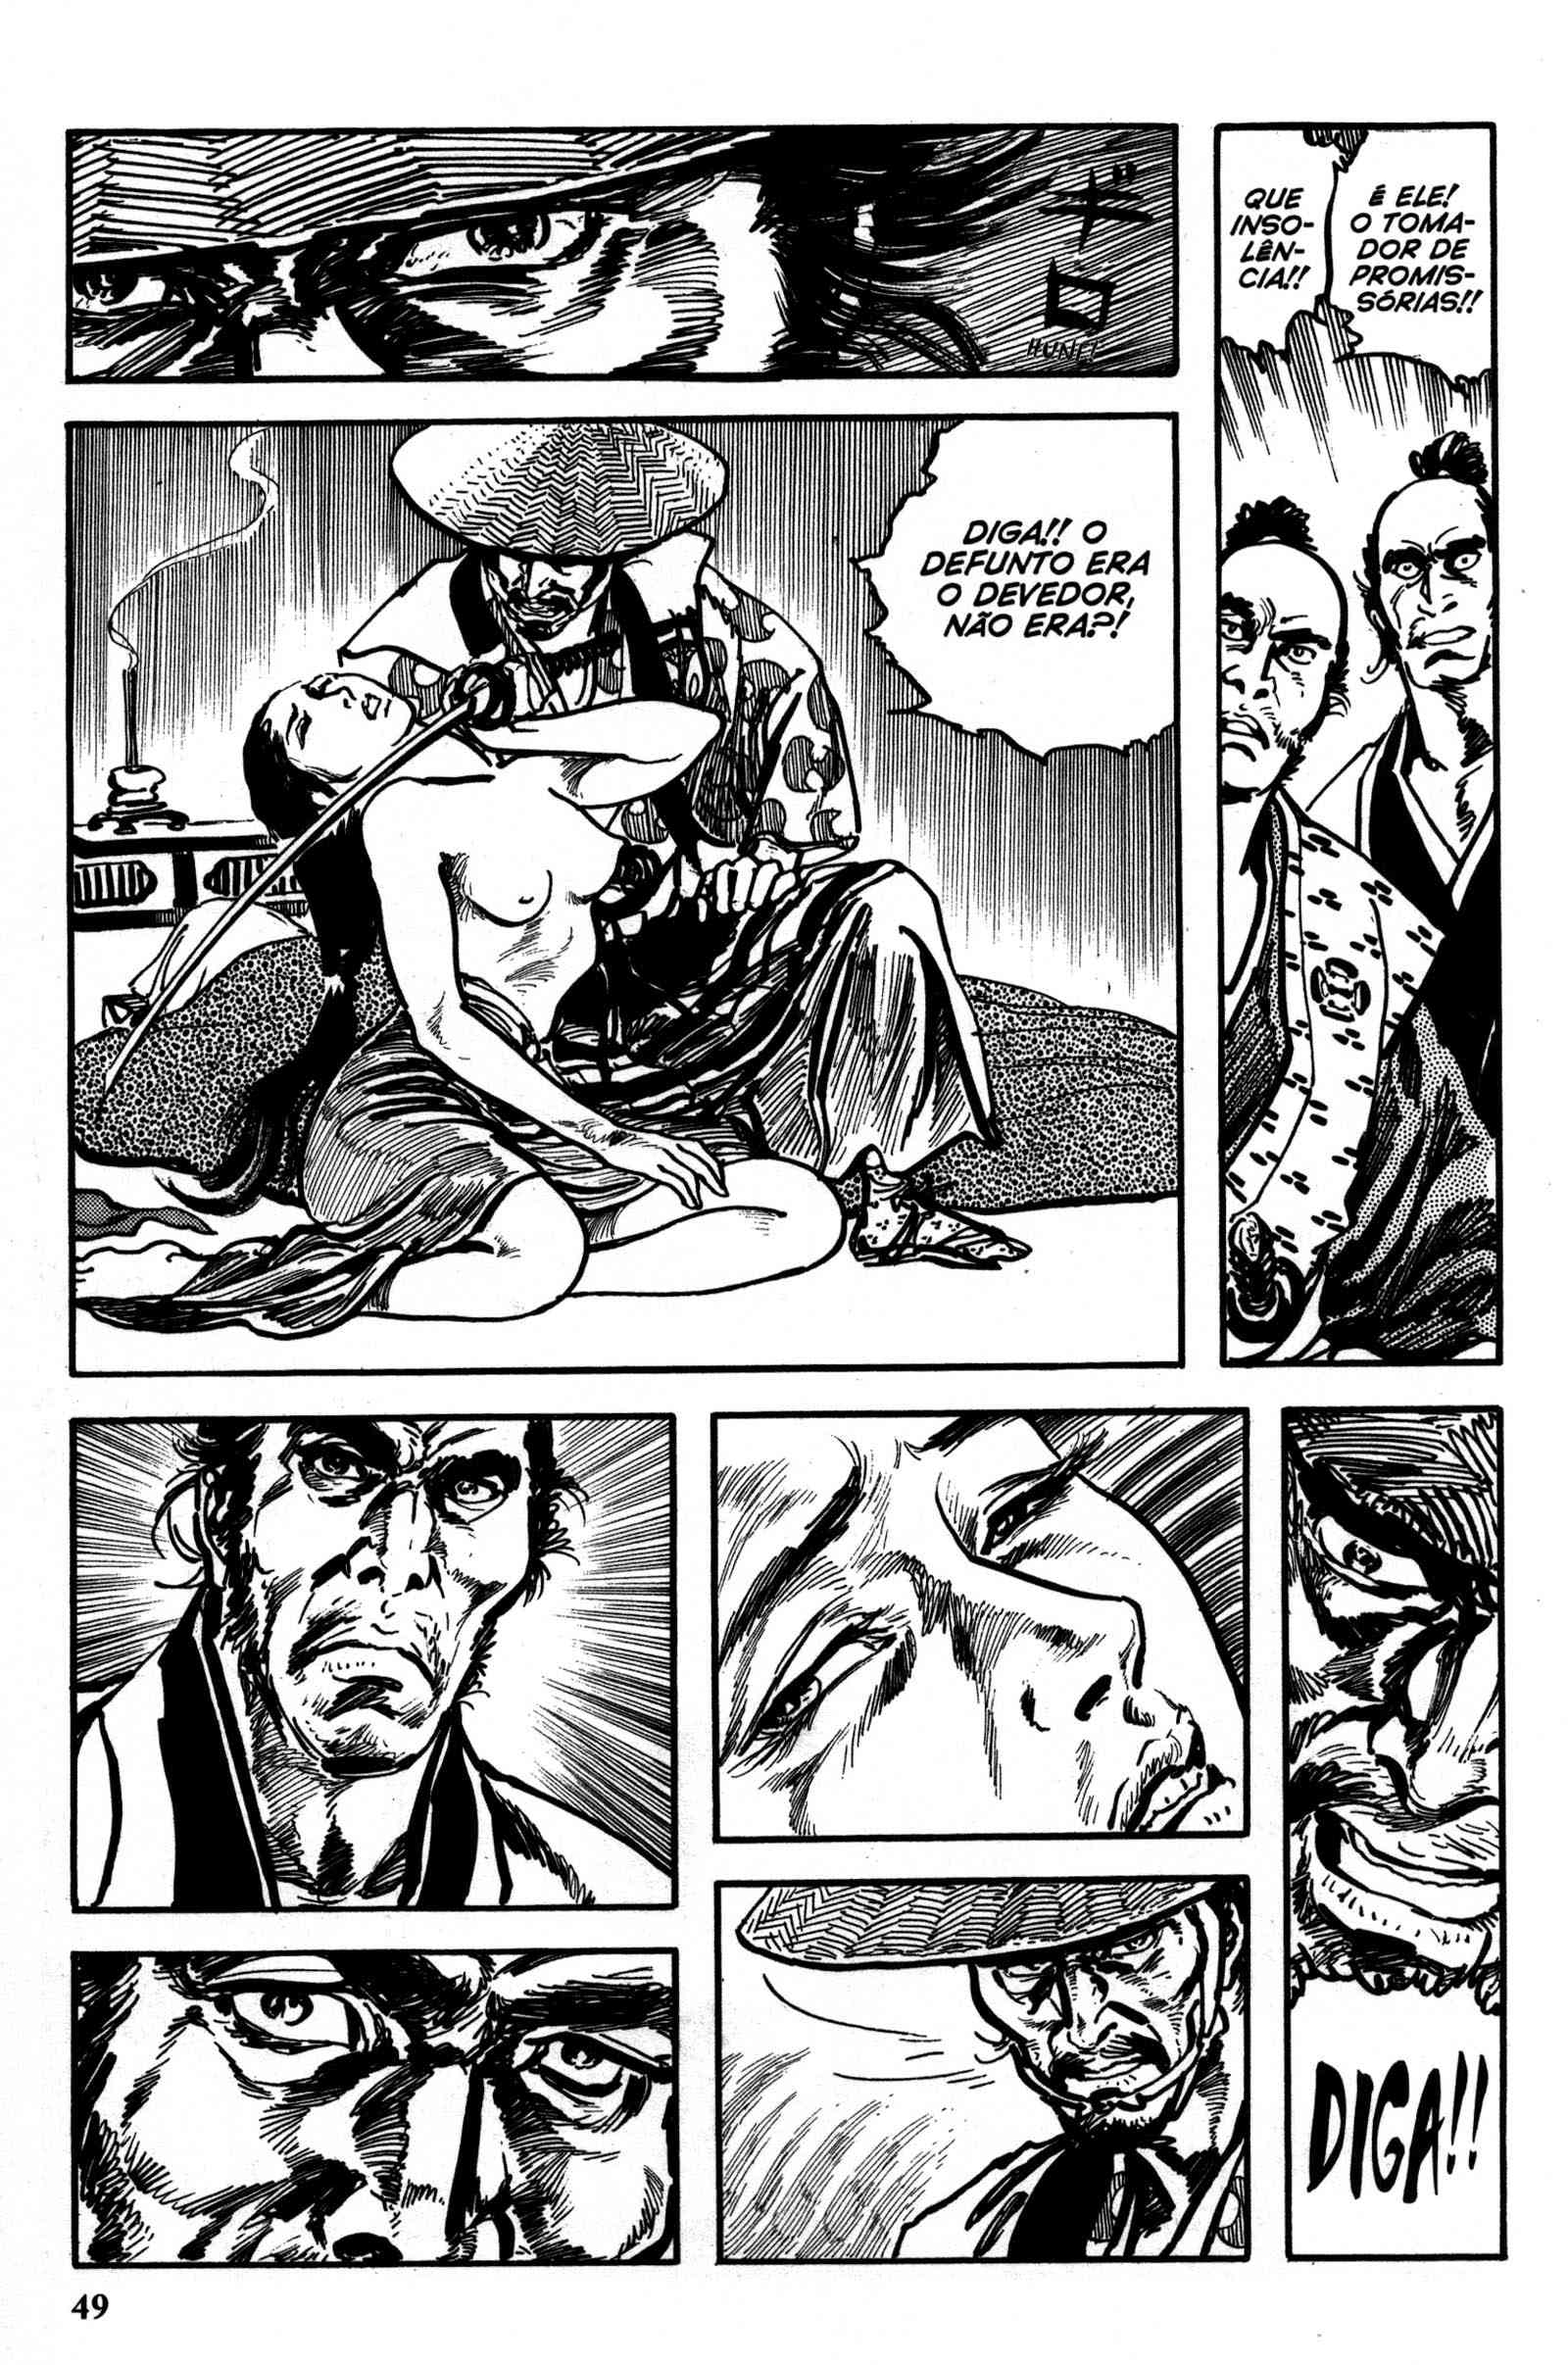 É ELE!
O TOMA-
DOR DE
PROMIS-
SÓRIAS!!
QUE
INSO-
LÊN-
CIA!!
ギ
ロ
HUNF!
DIGA!! O
DEFUNTO ERA
O DEVEDOR,
NÃO ERA?!
DIGA!!
49